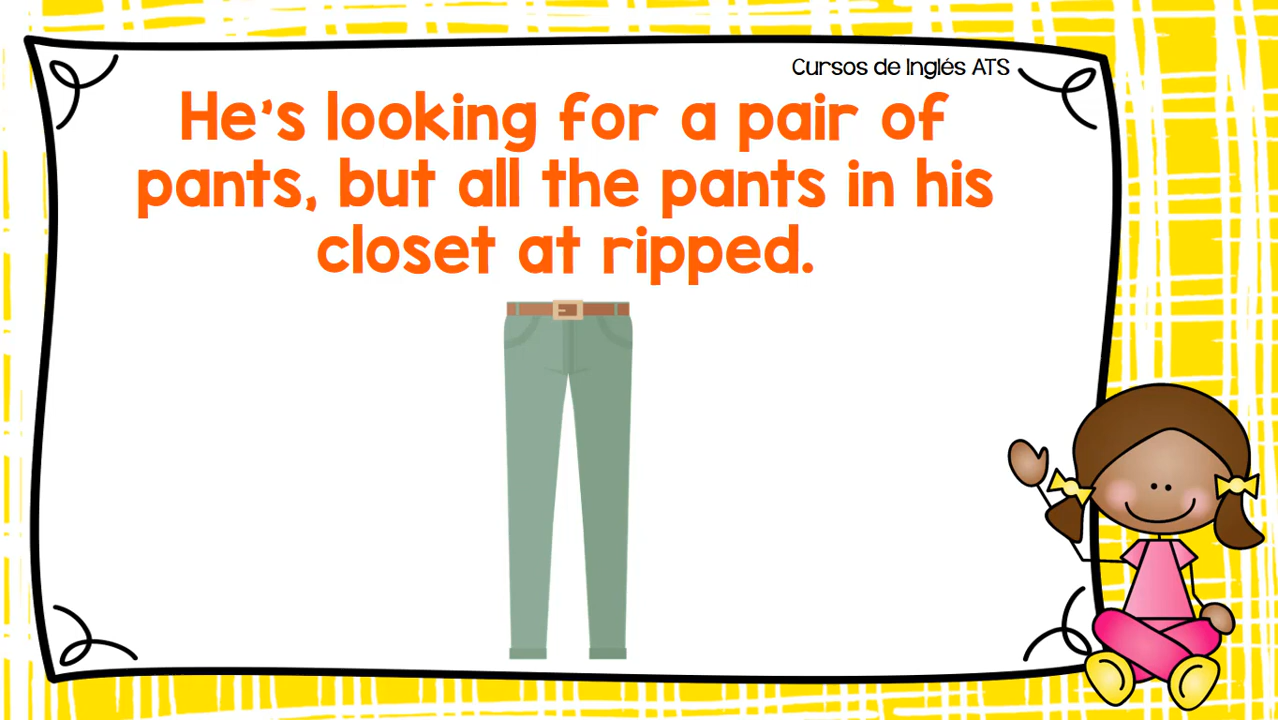 Cursos de Inglés ATS
He's looking for a pair of
pants, but all the pants in his
closet at ripped.